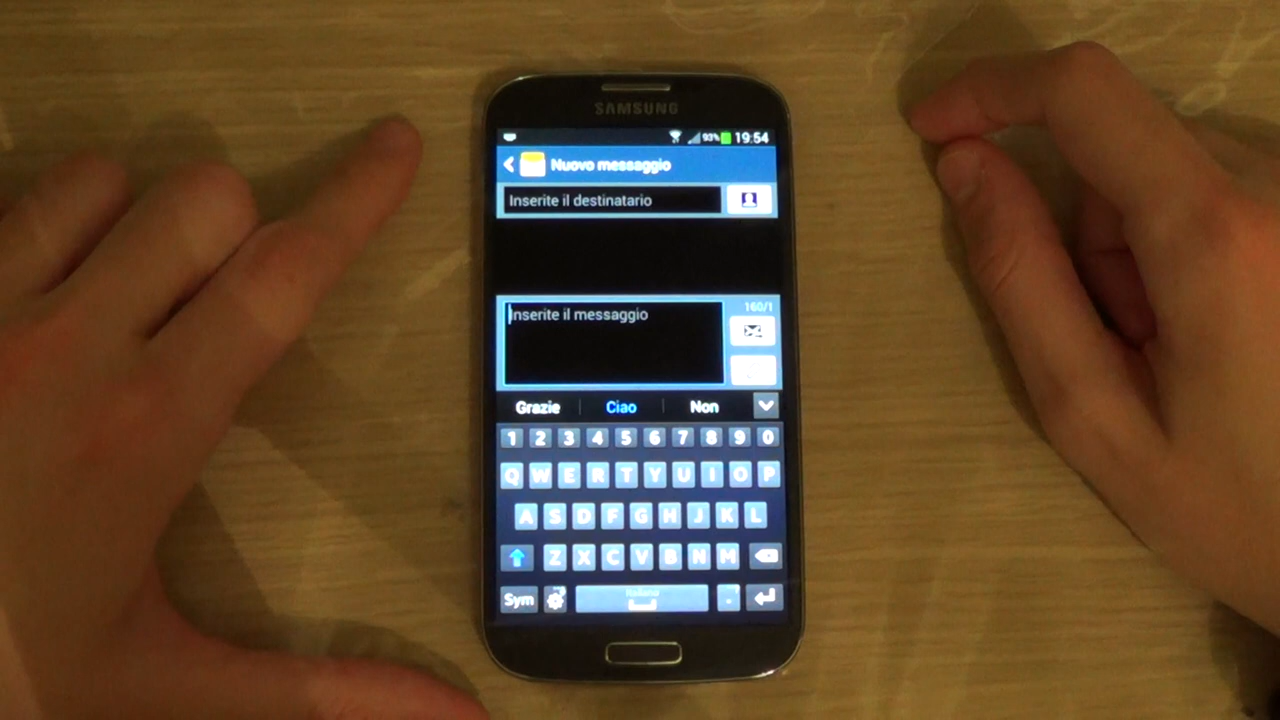 SAMSUNG
93% 19:54
Nuovo messaggio
Inserite il destinatario
160/1
Inserite il messaggio
Grazie Ciao Non
1 2 3 4 5 6 7 8 9 0
Q W E R T Y U I O P
A S D F G H J K L
Z X C V B N M
Italiano
Sym .